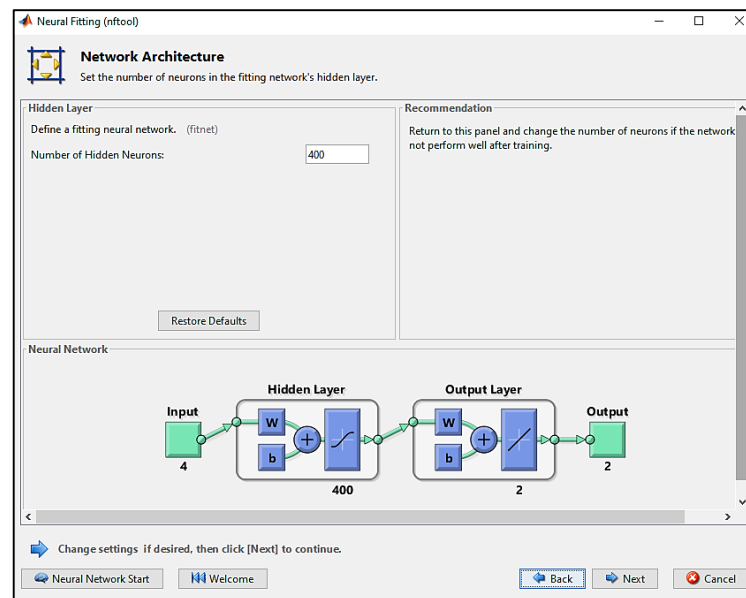 Neural Fitting (nftool)
Network Architecture
Set the number of neurons in the fitting network's hidden layer.
Hidden Layer
Define a fitting neural network. (fitnet)
Number of Hidden Neurons: 400
Restore Defaults
Recommendation
Return to this panel and change the number of neurons if the network
not perform well after training.
Neural Network
Hidden Layer
Output Layer
Input
Output
W
b
W
b
4
400
2
2
Change settings if desired, then click [Next] to continue.
Neural Network Start
Welcome
Back
Next
Cancel